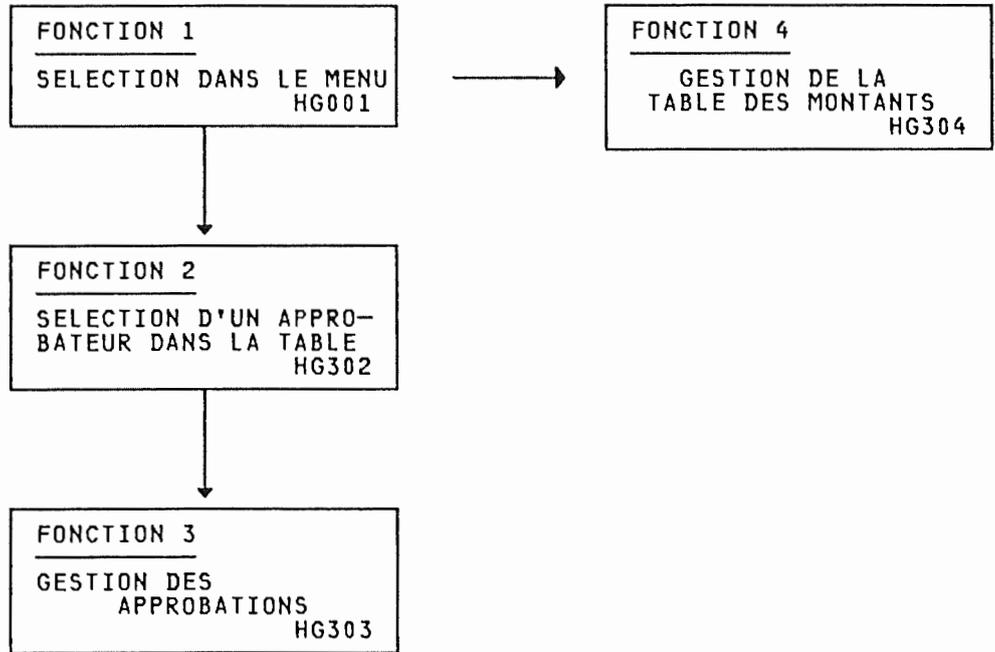 FONCTION 1
SELECTION DANS LE MENU
HG001
FONCTION 4
GESTION DE LA
TABLE DES MONTANTS
HG304
FONCTION 2
SELECTION D'UN APPRO–
BATEUR DANS LA TABLE
HG302
FONCTION 3
GESTION DES
APPROBATIONS
HG303